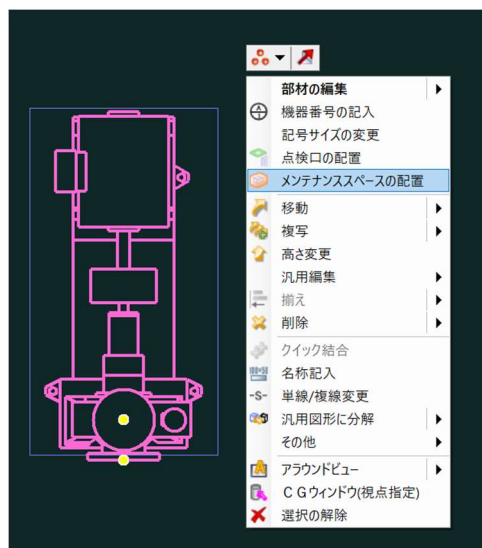 部材の編集
機器番号の記入
記号サイズの変更
点検口の配置
メンテナンススペースの配置
移動
複写
高さ変更
汎用編集
揃え
削除
クイック結合
名称記入
-S- 単線/複線変更
汎用図形に分解
その他
アラウンドビュー
ＣＧウィンドウ(視点指定)
選択の解除